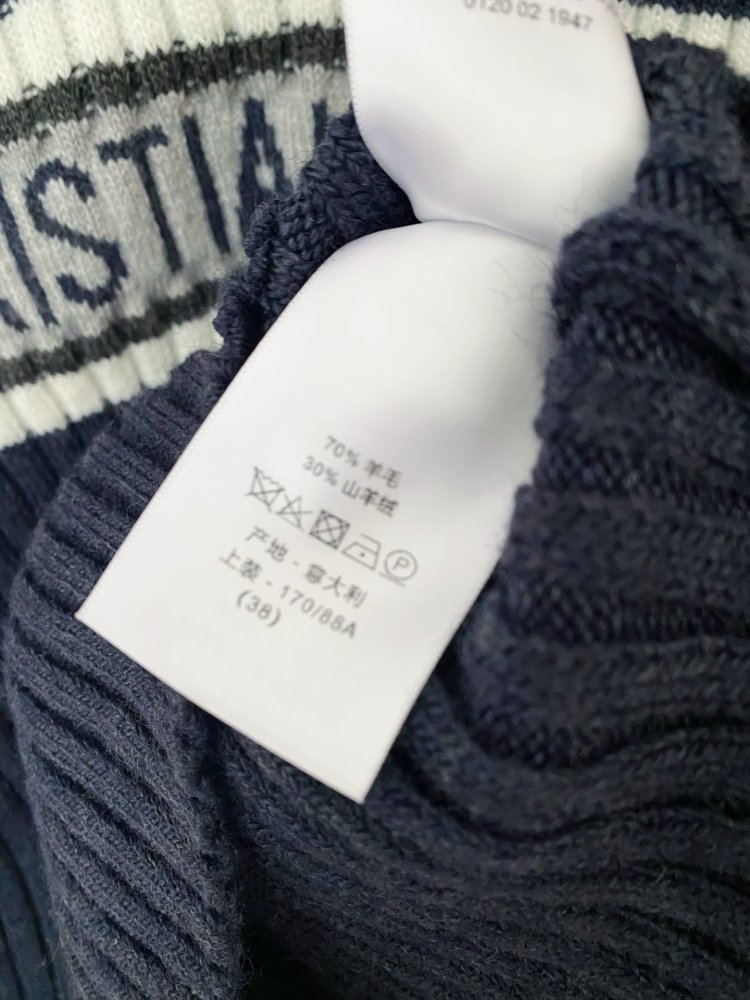 0120 02 1947
ISTIA
70% 羊毛
30% 山羊绒
P
产地 - 意大利
上装 - 170/88A
(38)